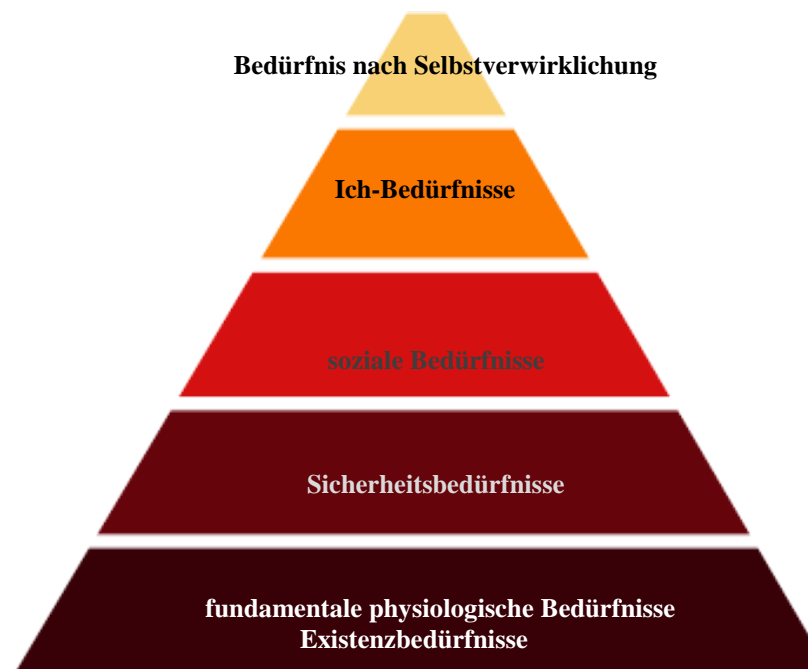 Bedürfnis nach Selbstverwirklichung
Ich-Bedürfnisse
soziale Bedürfnisse
Sicherheitsbedürfnisse
fundamentale physiologische Bedürfnisse
Existenzbedürfnisse